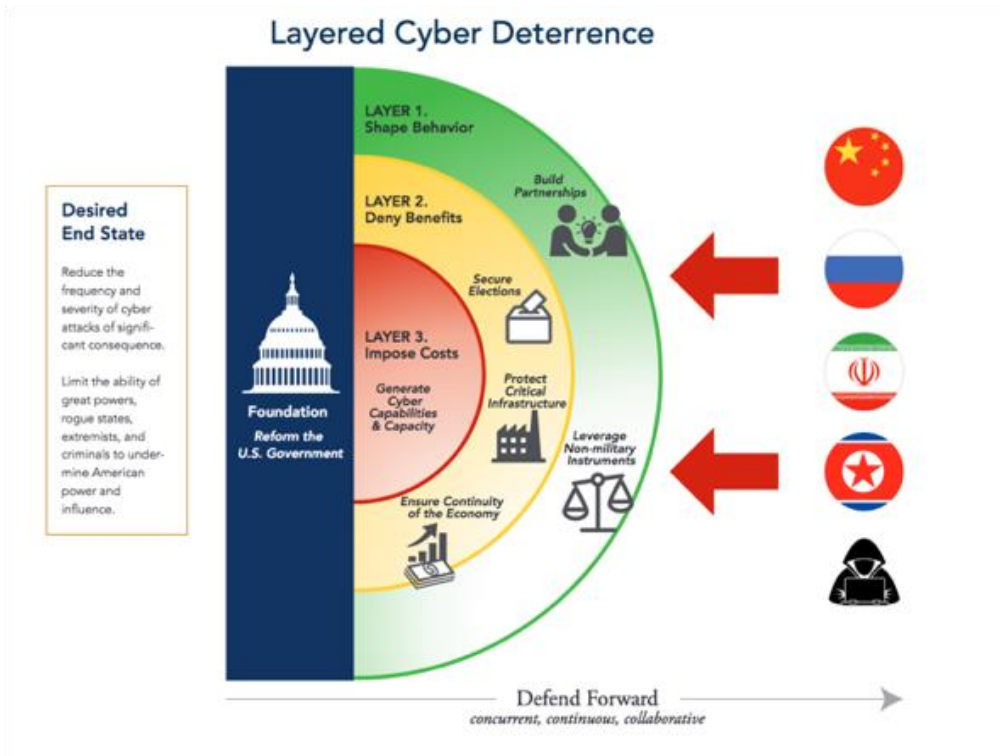 Layered Cyber Deterrence
Desired
End State
Reduce the
frequency and
severity of cyber
attacks of signifi-
cant consequence.
Limit the ability of
great powers,
rogue states,
extremists, and
criminals to under-
mine American
power and
influence.
Foundation
Reform the
U.S. Government
LAYER 1.
Shape Behavior
Build
Partnerships
Leverage
Non-military
Instruments
LAYER 2.
Deny Benefits
Secure
Elections
Protect
Critical
Infrastructure
Ensure Continuity
of the Economy
LAYER 3.
Impose Costs
Generate
Cyber
Capabilities
& Capacity
Defend Forward
concurrent, continuous, collaborative